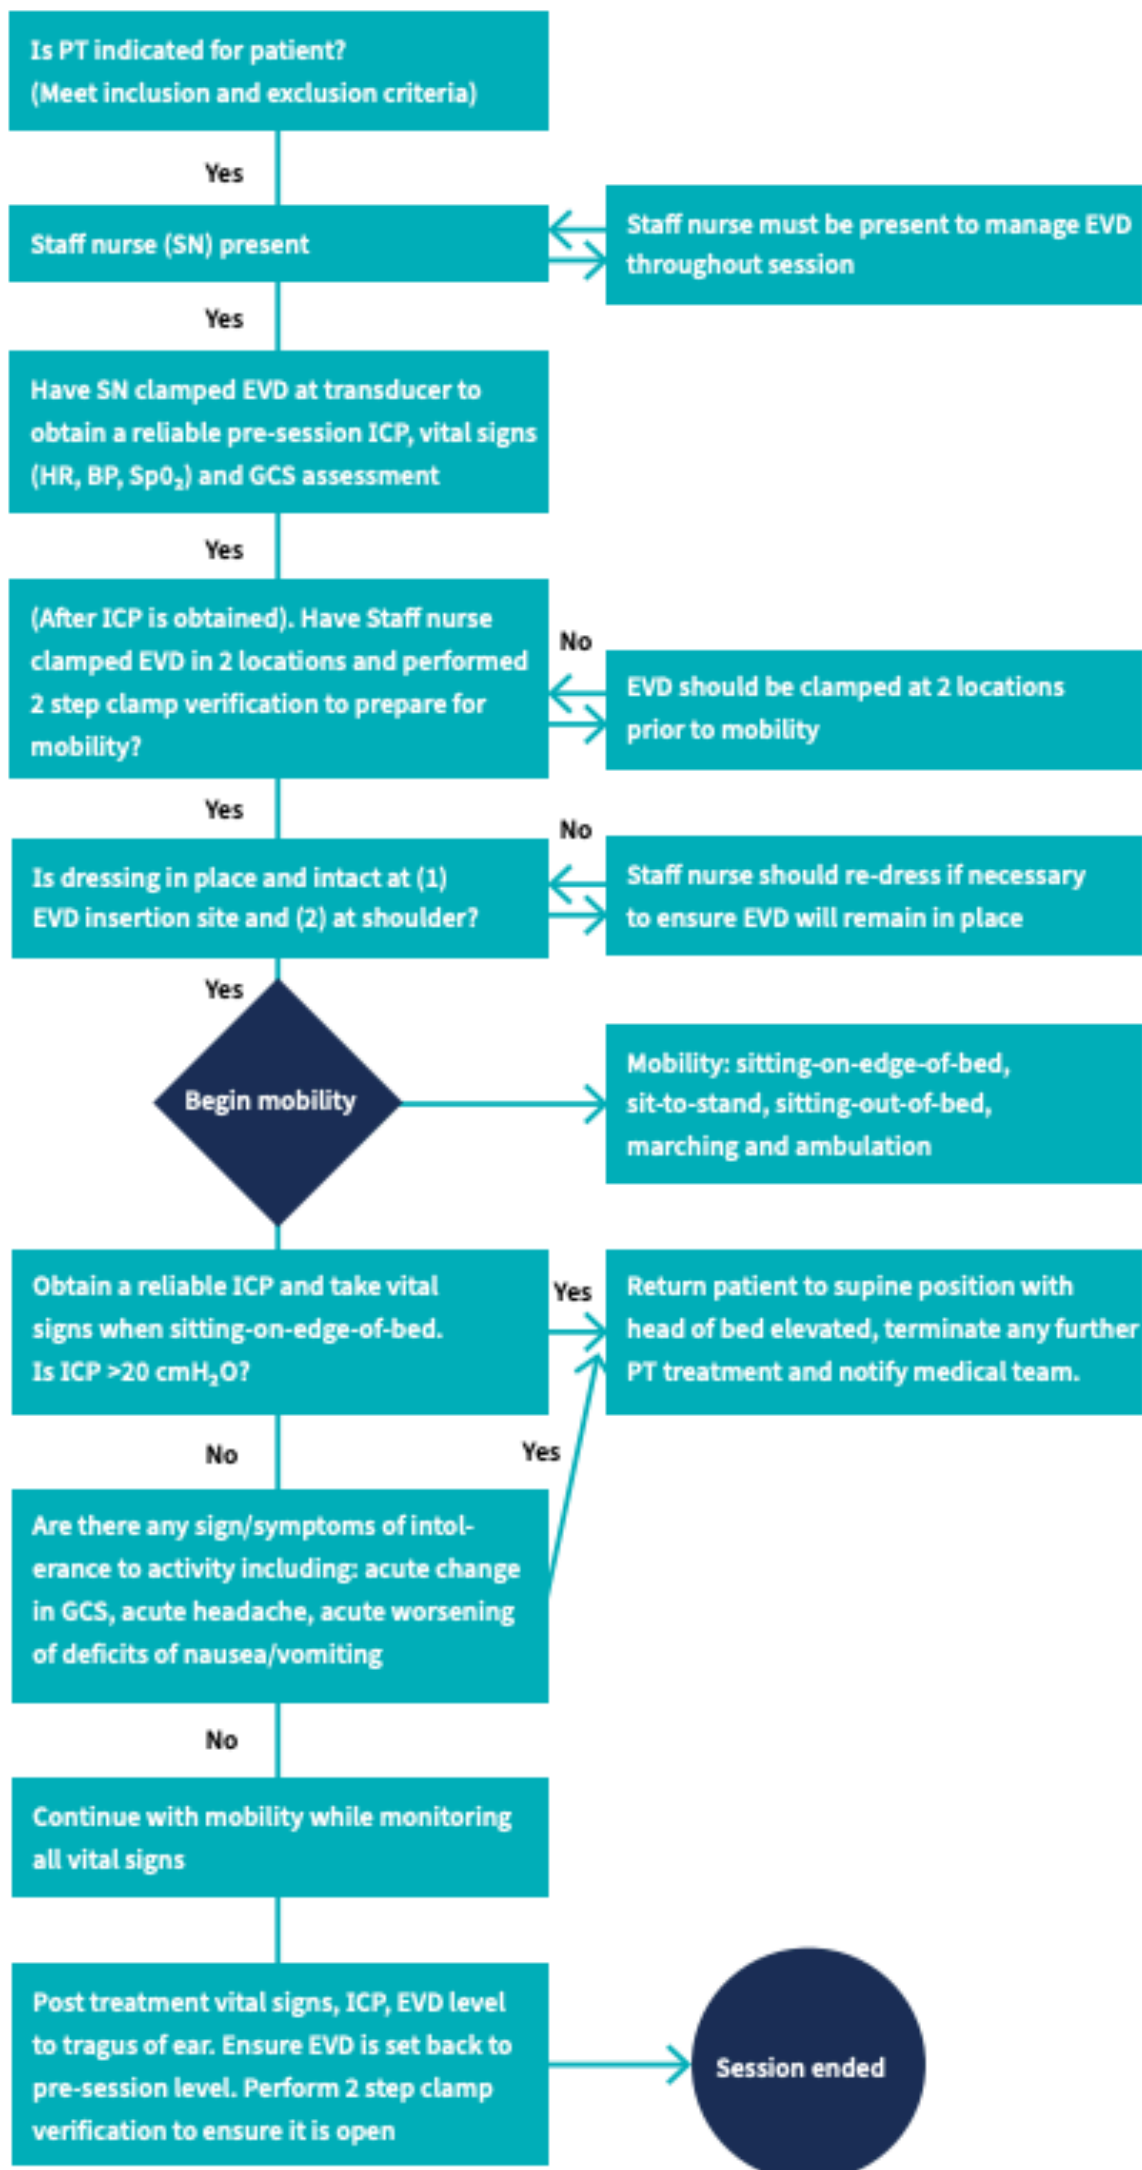 Is PT indicated for patient?
(Meet inclusion and exclusion criteria)
Yes
Staff nurse (SN) present
Staff nurse must be present to manage EVD
throughout session
Yes
Have SN clamped EVD at transducer to
obtain a reliable pre-session ICP, vital signs
(HR, BP, Sp0₂) and GCS assessment
Yes
(After ICP is obtained). Have Staff nurse
clamped EVD in 2 locations and performed
2 step clamp verification to prepare for
mobility?
No
EVD should be clamped at 2 locations
prior to mobility
Yes
Is dressing in place and intact at (1)
EVD insertion site and (2) at shoulder?
No
Staff nurse should re-dress if necessary
to ensure EVD will remain in place
Yes
Begin mobility
Mobility: sitting-on-edge-of-bed,
sit-to-stand, sitting-out-of-bed,
marching and ambulation
Obtain a reliable ICP and take vital
signs when sitting-on-edge-of-bed.
Is ICP >20 cmH₂O?
Yes
Return patient to supine position with
head of bed elevated, terminate any further
PT treatment and notify medical team.
No
Yes
Are there any sign/symptoms of intol-
erance to activity including: acute change
in GCS, acute headache, acute worsening
of deficits of nausea/vomiting
No
Continue with mobility while monitoring
all vital signs
Post treatment vital signs, ICP, EVD level
to tragus of ear. Ensure EVD is set back to
pre-session level. Perform 2 step clamp
verification to ensure it is open
Session ended